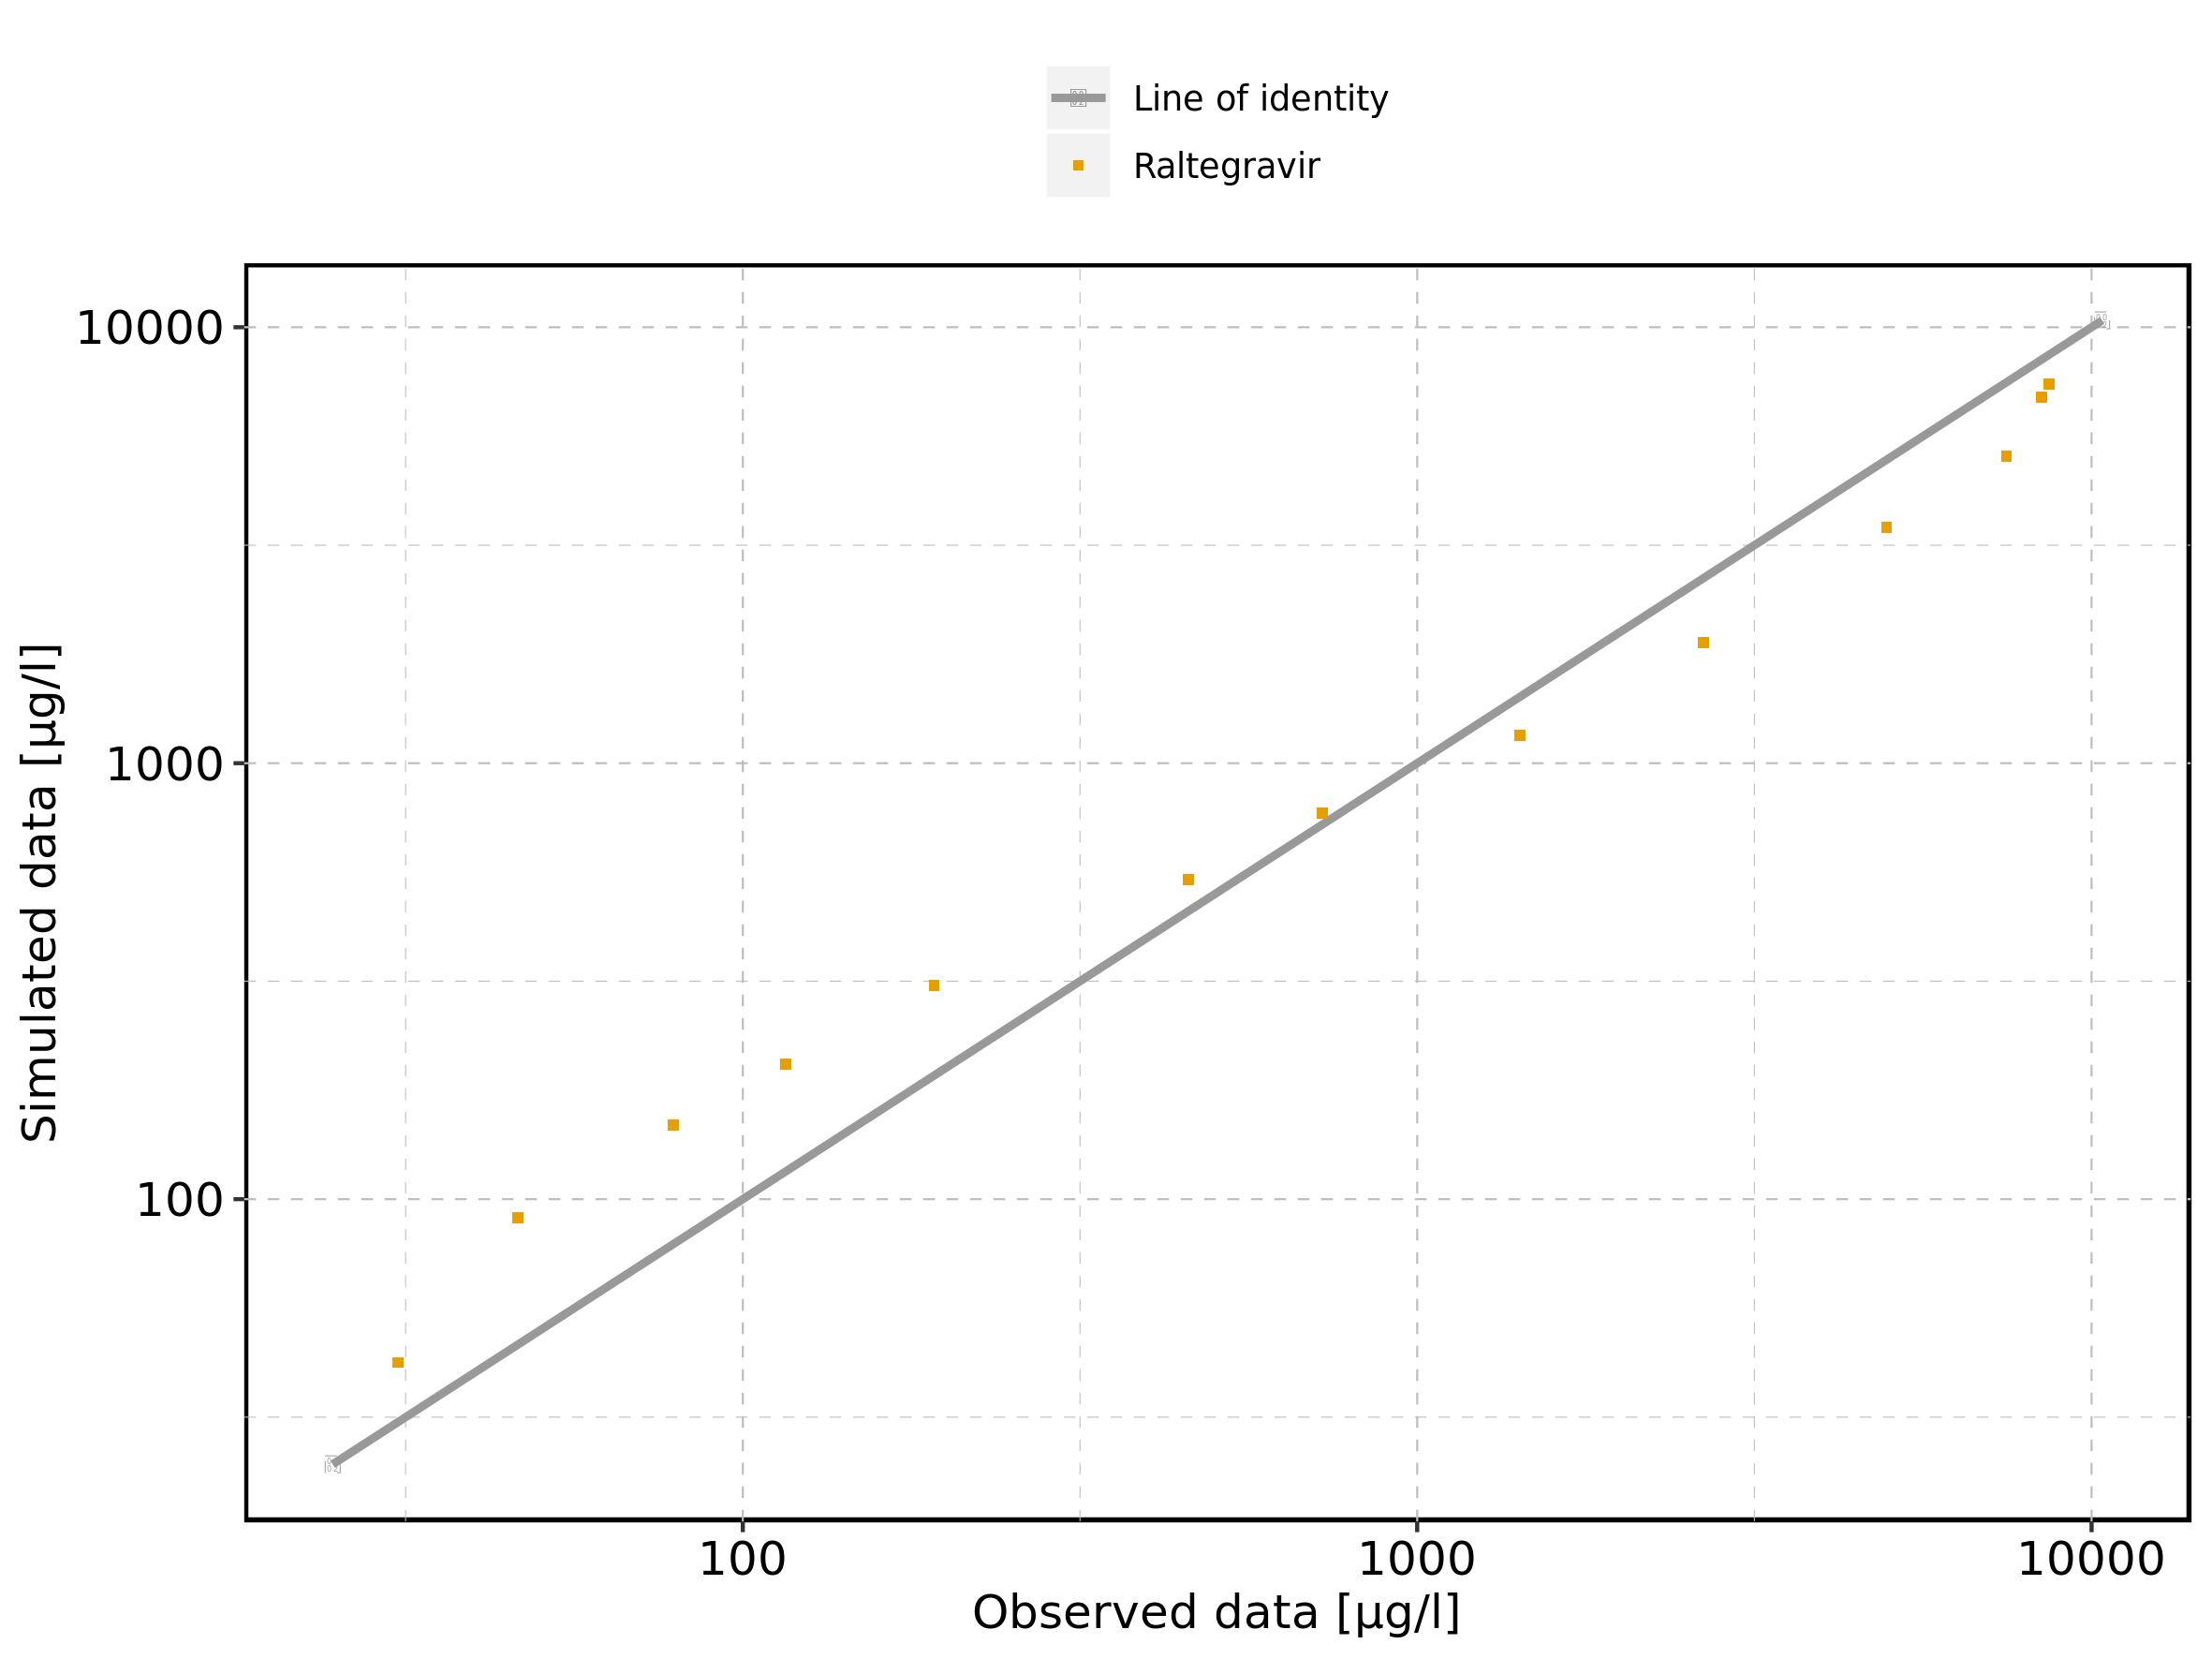 Line of identity
Raltegravir
10000
1000
100
Simulated data [µg/l]
100
1000
10000
Observed data [µg/l]